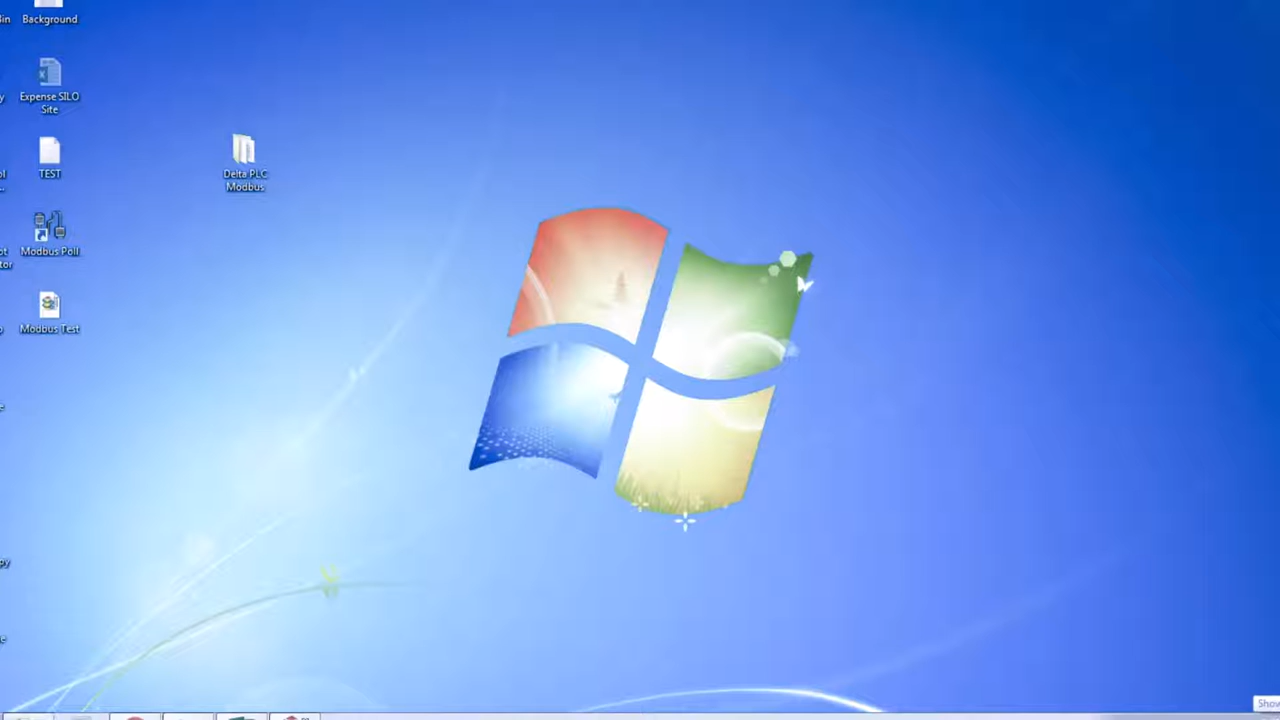 Background
Expense SILO
Site
TEST
Delta PLC
Modbus
Modbus Poll
Modbus Test